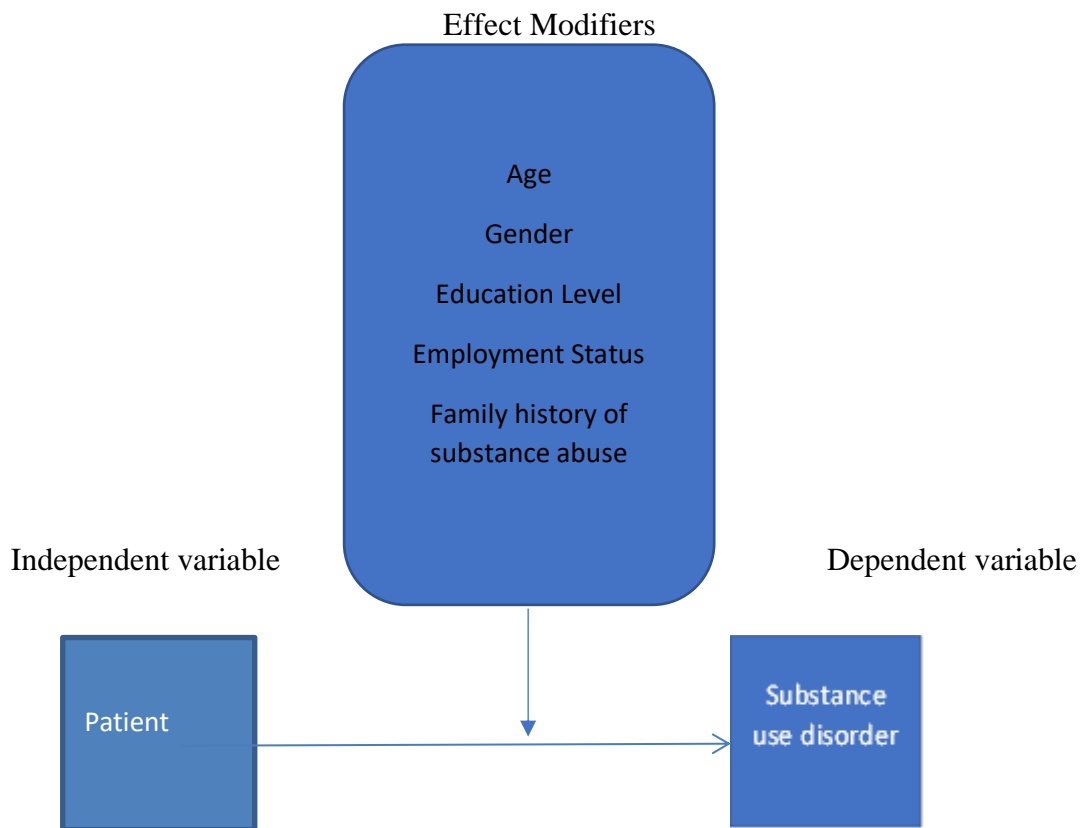 Effect Modifiers
Age
Gender
Education Level
Employment Status
Family history of
substance abuse
Independent variable
Dependent variable
Patient
Substance
use disorder